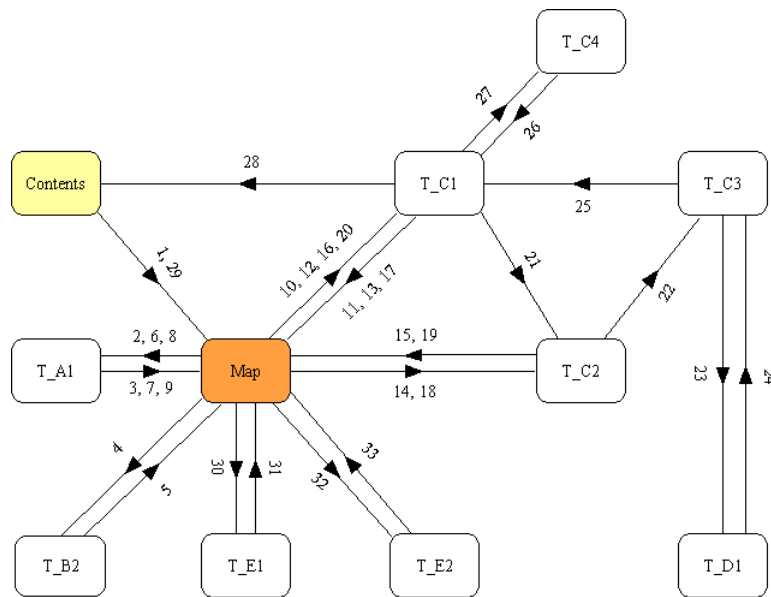 T_C4
27
26
28
Contents
T_C1
T_C3
25
1, 29
10, 12, 16, 20
11, 13, 17
21
22
2, 6, 8
15, 19
T_A1
Map
T_C2
3, 7, 9
14, 18
23
24
4
5
30
31
32
33
T_B2
T_E1
T_E2
T_D1